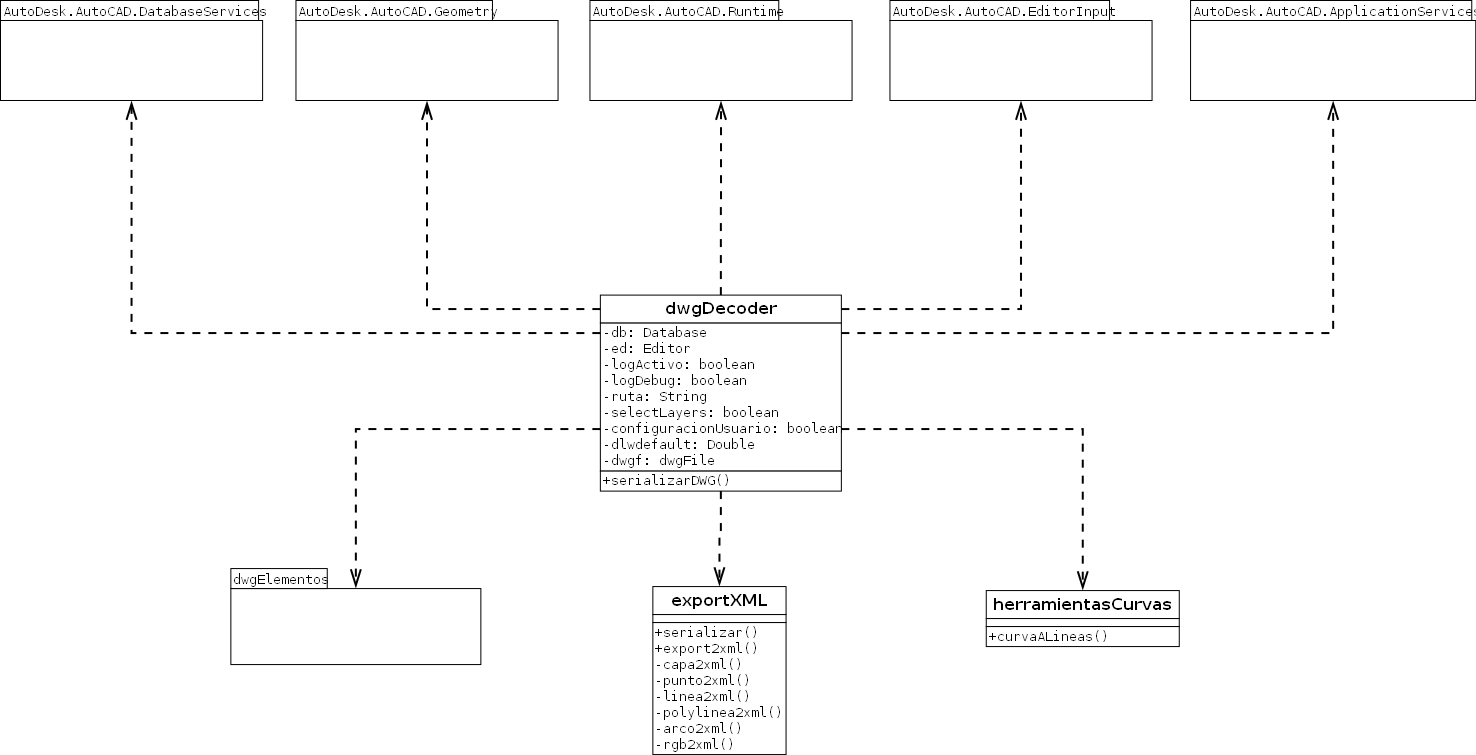 AutoDesk.AutoCAD.DatabaseServices
AutoDesk.AutoCAD.Geometry
AutoDesk.AutoCAD.Runtime
AutoDesk.AutoCAD.EditorInput
AutoDesk.AutoCAD.ApplicationServices
dwgDecoder
-db: Database
-ed: Editor
-logActivo: boolean
-logDebug: boolean
-ruta: String
-selectLayers: boolean
-configuracionUsuario: boolean
-dlwdefault: Double
-dwgf: dwgFile
+serializarDWG()
dwgElementos
exportXML
+serializar()
+export2xml()
-capa2xml()
-punto2xml()
-linea2xml()
-polylinea2xml()
-arco2xml()
-rgb2xml()
herramientasCurvas
+curvaALineas()